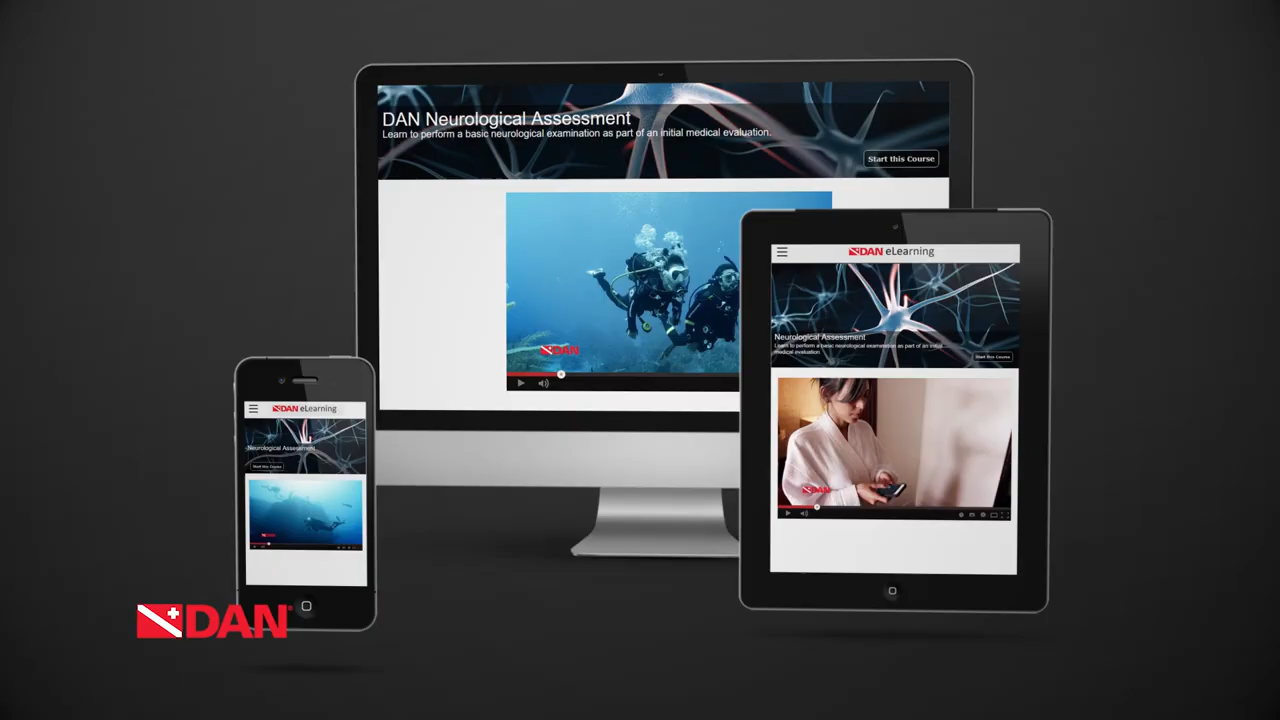 DAN Neurological Assessment
Learn to perform a basic neurological examination as part of an initial medical evaluation.
Start this Course
DAN
DAN eLearning
Neurological Assessment
Learn to perform a basic neurological examination as part of an initial
medical evaluation
Start this Course
DAN
DAN eLearning
Neurological Assessment
Start this Course
DAN
DAN®